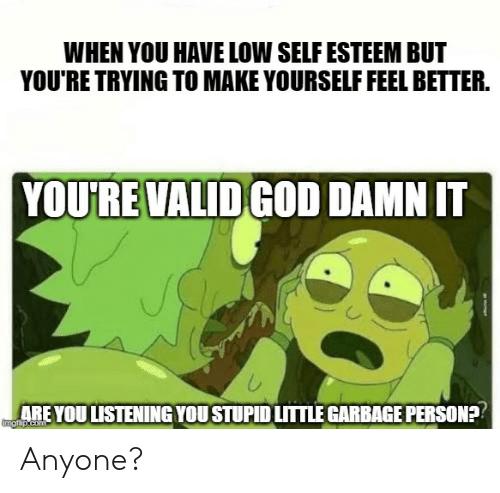 WHEN YOU HAVE LOW SELF ESTEEM BUT
YOU'RE TRYING TO MAKE YOURSELF FEEL BETTER.
YOU'RE VALID GOD DAMN IT
ARE YOU LISTENING YOU STUPID LITTLE GARBAGE PERSON?
imgflip.com
Anyone?